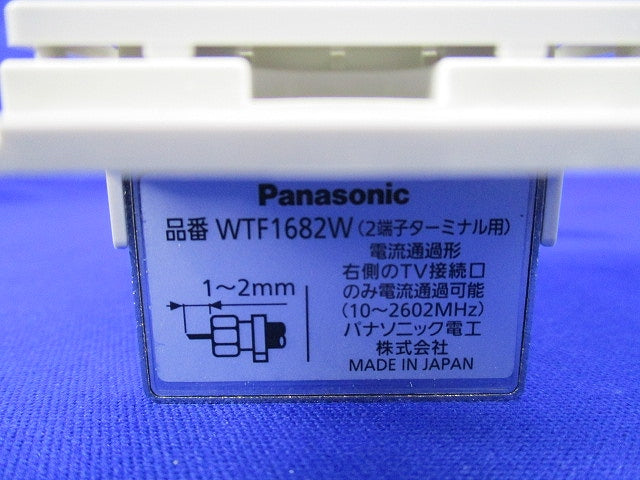 Panasonic
品番 WTF1682W (2端子ターミナル用)
電流通過形
右側のTV接続口
のみ電流通過可能
(10〜2602MHz)
パナソニック電工
株式会社
MADE IN JAPAN
1〜2mm